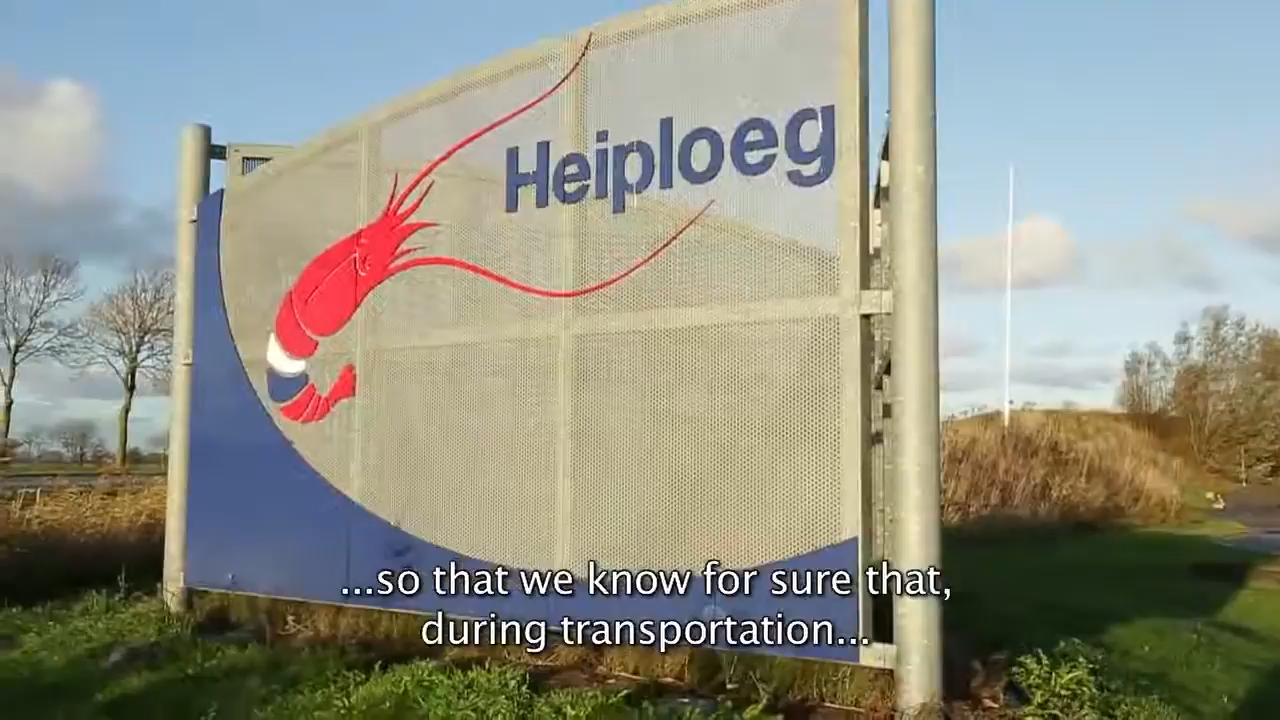 Heiploeg
...so that we know for sure that,
during transportation...